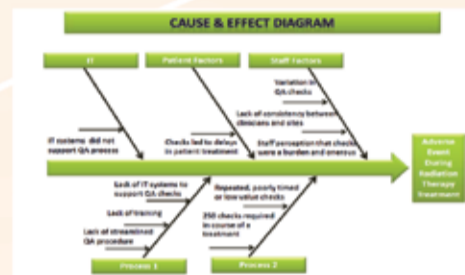 CAUSE & EFFECT DIAGRAM
IT
Patient Factors
Staff Factors
Variation in
QA checks
Lack of consistency between
clinicians and sites
IT systems did not
support QA process
Checks led to delays
in patient treatment
Staff perception that checks
were a burden and onerous
Adverse
Event
During
Radiation
Therapy
Treatment
Lack of IT systems to
support QA checks
Repeated, poorly timed
or low value checks
Lack of training
Lack of streamlined
QA procedure
250 checks required
in course of a
treatment
Process 1
Process 2